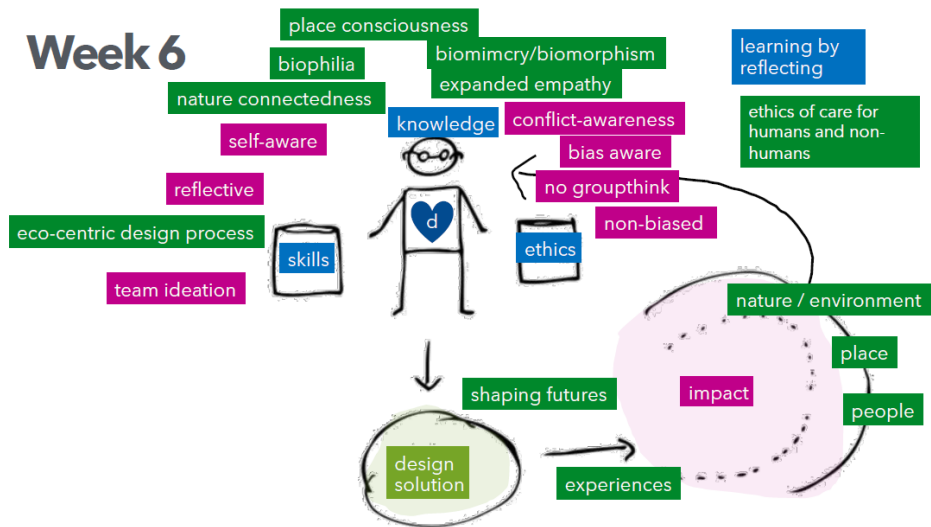 Week 6
place consciousness
biomimcry/biomorphism
biophilia
expanded empathy
nature connectedness
knowledge
conflict-awareness
learning by
reflecting
ethics of care for
humans and non-
humans
self-aware
bias aware
reflective
no groupthink
d
non-biased
eco-centric design process
skills
ethics
team ideation
nature / environment
place
shaping futures
impact
people
design
solution
experiences